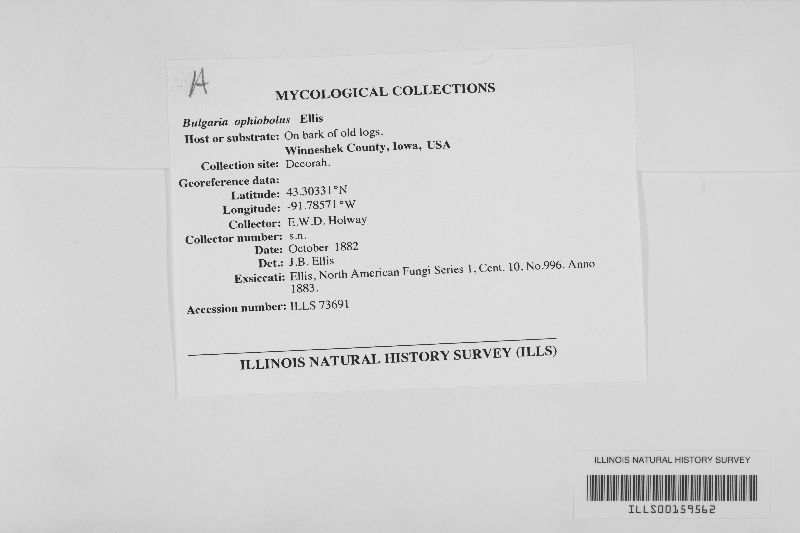 A
MYCOLOGICAL COLLECTIONS
Bulgaria ophiobolus Ellis
Host or substrate: On bark of old logs.
Winneshek County, Iowa, USA
Collection site: Decorah.
Georeference data:
Latitude: 43.30331°N
Longitude: -91.78571°W
Collector: E.W.D. Holway
Collector number: s.n.
Date: October 1882
Det.: J.B. Ellis
Exsiccati: Ellis, North American Fungi Series 1, Cent. 10, No.996. Anno
1883.
Accession number: ILLS 73691
ILLINOIS NATURAL HISTORY SURVEY (ILLS)
ILLINOIS NATURAL HISTORY SURVEY
ILLS00159562